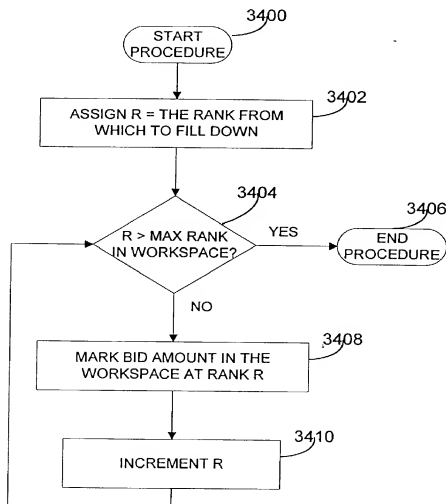 3400
START
PROCEDURE
3402
ASSIGN R = THE RANK FROM
WHICH TO FILL DOWN
3404
R > MAX RANK
IN WORKSPACE?
YES
3406
END
PROCEDURE
NO
3408
MARK BID AMOUNT IN THE
WORKSPACE AT RANK R
3410
INCREMENT R